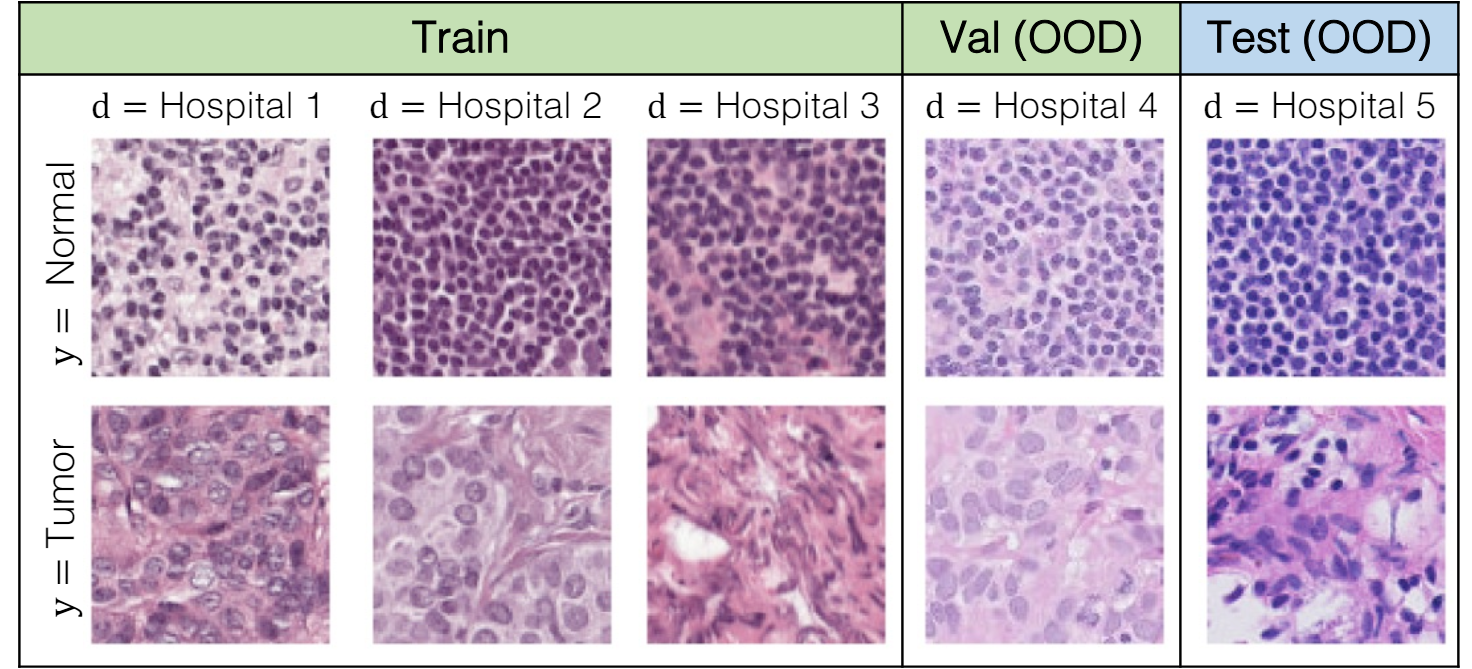 Train Val (OOD) Test (OOD)
d = Hospital 1 d = Hospital 2 d = Hospital 3 d = Hospital 4 d = Hospital 5
y = Normal
y = Tumor